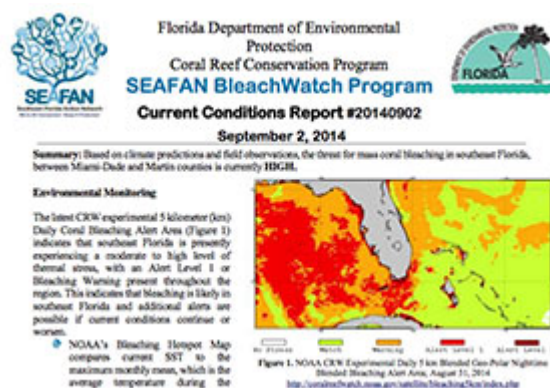 Florida Department of Environmental
Protection
Coral Reef Conservation Program
SEAFAN BleachWatch Program
Current Conditions Report #20140902
September 2, 2014
SEAFAN
Southeast Florida Action Network
FLORIDA
Summary: Based on climate predictions and field observations, the threat for mass coral bleaching in southeast Florida,
between Miami-Dade and Martin counties is currently HIGH.
Environmental Monitoring
The latest CRW experimental 5 kilometer (km)
Daily Coral Bleaching Alert Area (Figure 1)
indicates that southeast Florida is presently
experiencing a moderate to high level of
thermal stress, with an Alert Level 1 or
Bleaching Warning present throughout the
region. This indicates that bleaching is likely in
southeast Florida and additional alerts are
possible if current conditions continue or
worsen.
NOAA's Bleaching Hotspot Map
compares current SST to the
maximum monthly mean, which is the
average temperature during the
No Stress Watch Warning Alert Level 1 Alert Level 2
Figure 1. NOAA CRW Experimental Daily 5 km Blended Geo-Polar Nighttime
Blended Bleaching Alert Area, August 31, 2014